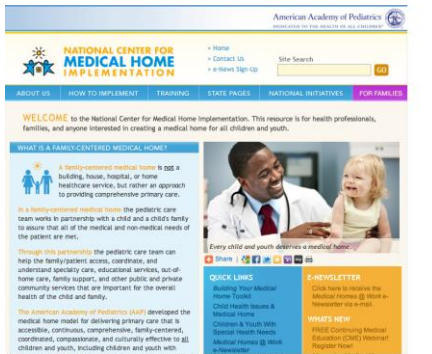 American Academy of Pediatrics
DEDICATED TO THE HEALTH OF ALL CHILDREN
NATIONAL CENTER FOR
MEDICAL HOME
IMPLEMENTATION
» Home
» Contact Us
» e-News Sign-Up
Site Search
GO
ABOUT US HOW TO IMPLEMENT TRAINING STATE PAGES NATIONAL INITIATIVES FOR FAMILIES
WELCOME to the National Center for Medical Home Implementation. This resource is for health professionals,
families, and anyone interested in creating a medical home for all children and youth.
WHAT IS A FAMILY-CENTERED MEDICAL HOME?
A family-centered medical home is not a
building, house, hospital, or home
healthcare service, but rather an approach
to providing comprehensive primary care.
In a family-centered medical home the pediatric care
team works in partnership with a child and a child's family
to assure that all of the medical and non-medical needs of
the patient are met.
Through this partnership the pediatric care team can
help the family/patient access, coordinate, and
understand specialty care, educational services, out-of-
home care, family support, and other public and private
community services that are important for the overall
health of the child and family.
The American Academy of Pediatrics (AAP) developed the
medical home model for delivering primary care that is
accessible, continuous, comprehensive, family-centered,
coordinated, compassionate, and culturally effective to all
children and youth, including children and youth with
Every child and youth deserves a medical home.
Share
QUICK LINKS
Building Your Medical
Home Toolkit
Child Health Issues &
Medical Home
Children & Youth With
Special Health Needs
Medical Homes @ Work
e-Newsletter
E-NEWSLETTER
Click here to receive the
Medical Homes @ Work e-
Newsletter via e-mail.
WHAT'S NEW
FREE Continuing Medical
Education (CME) Webinar!
Register Now!